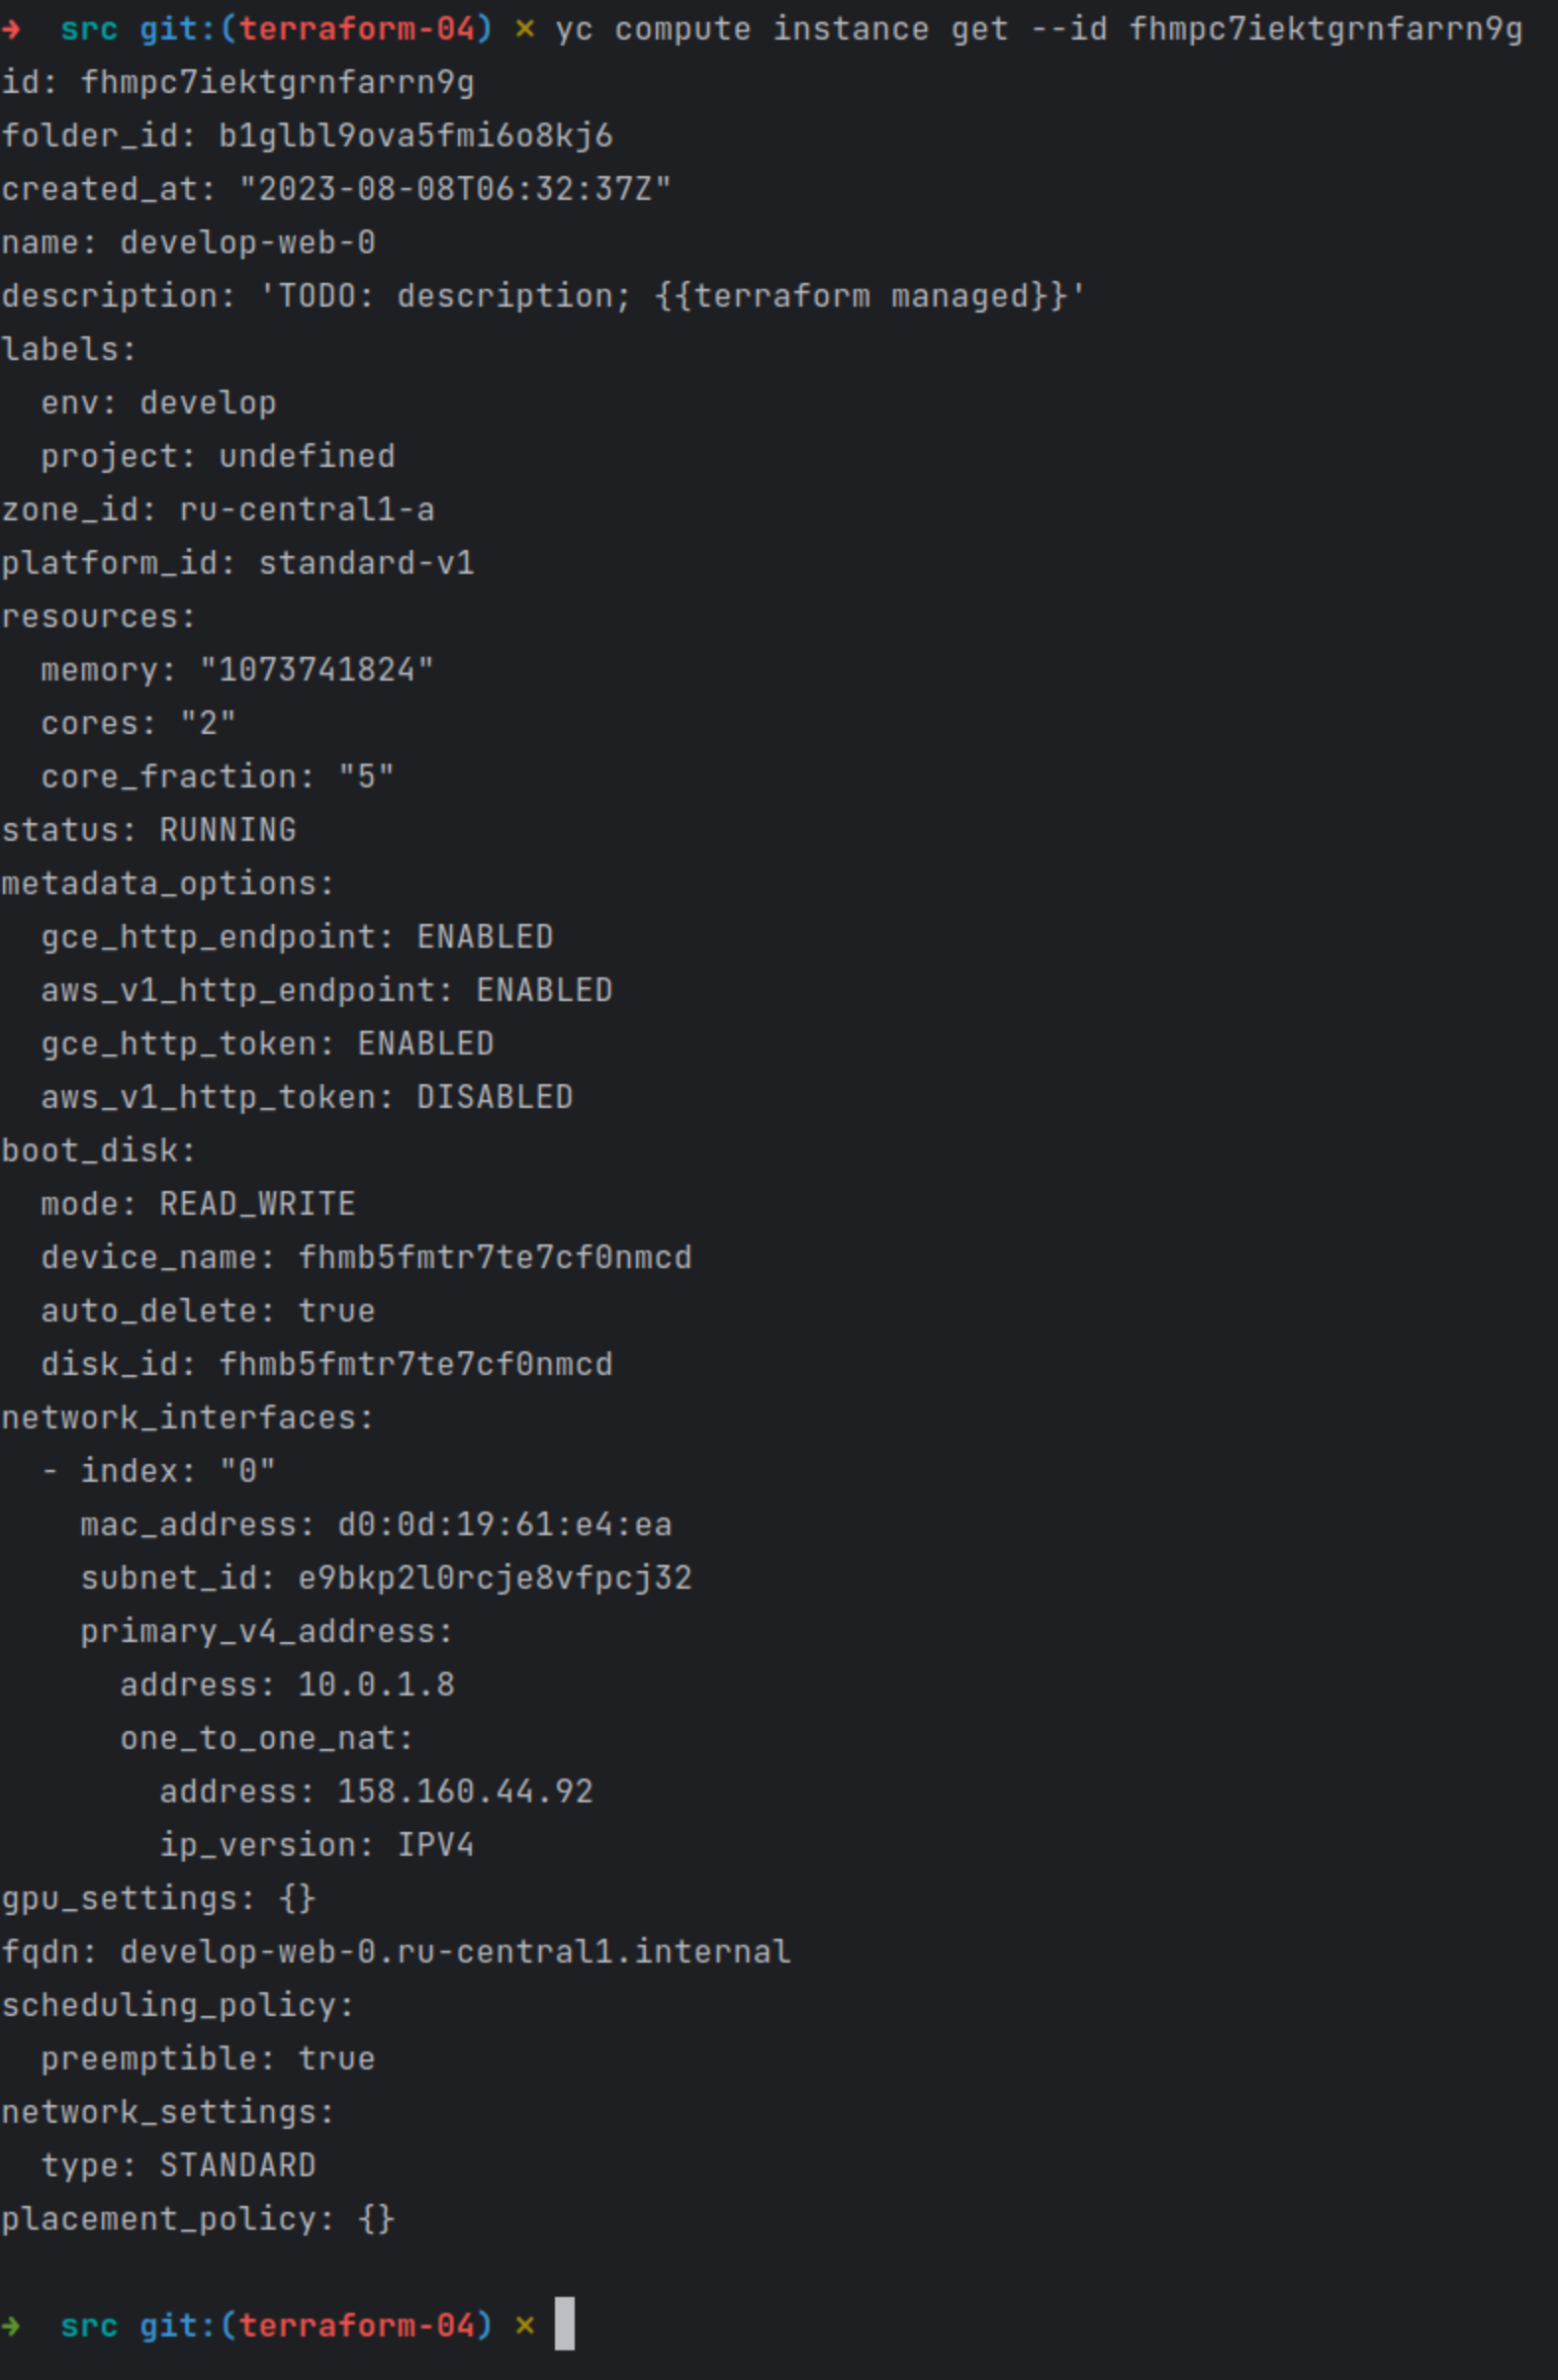 → src git:(terraform-04) × yc compute instance get --id fhmpc7iektgrnfarrn9g
id: fhmpc7iektgrnfarrn9g
folder_id: b1glbl9ova5fmi6o8kj6
created_at: "2023-08-08T06:32:37Z"
name: develop-web-0
description: 'TODO: description; {{terraform managed}}'
labels:
  env: develop
  project: undefined
zone_id: ru-central1-a
platform_id: standard-v1
resources:
  memory: "1073741824"
  cores: "2"
  core_fraction: "5"
status: RUNNING
metadata_options:
  gce_http_endpoint: ENABLED
  aws_v1_http_endpoint: ENABLED
  gce_http_token: ENABLED
  aws_v1_http_token: DISABLED
boot_disk:
  mode: READ_WRITE
  device_name: fhmb5fmtr7te7cf0nmcd
  auto_delete: true
  disk_id: fhmb5fmtr7te7cf0nmcd
network_interfaces:
  - index: "0"
    mac_address: d0:0d:19:61:e4:ea
    subnet_id: e9bkp2l0rcje8vfpcj32
    primary_v4_address:
      address: 10.0.1.8
      one_to_one_nat:
        address: 158.160.44.92
        ip_version: IPV4
gpu_settings: {}
fqdn: develop-web-0.ru-central1.internal
scheduling_policy:
  preemptible: true
network_settings:
  type: STANDARD
placement_policy: {}
→ src git:(terraform-04) ×